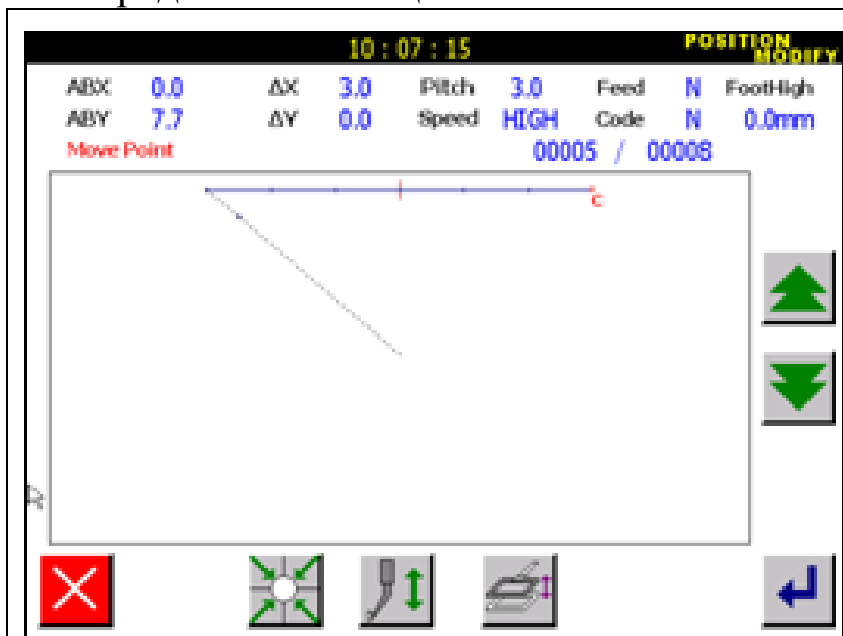 10 : 07 : 15
POSITION
MODIFY
ABX 0.0 ΔX 3.0 Pitch 3.0 Feed N FootHigh
ABY 7.7 ΔY 0.0 Speed HIGH Code N 0.0mm
Move Point 00005 / 00008
C